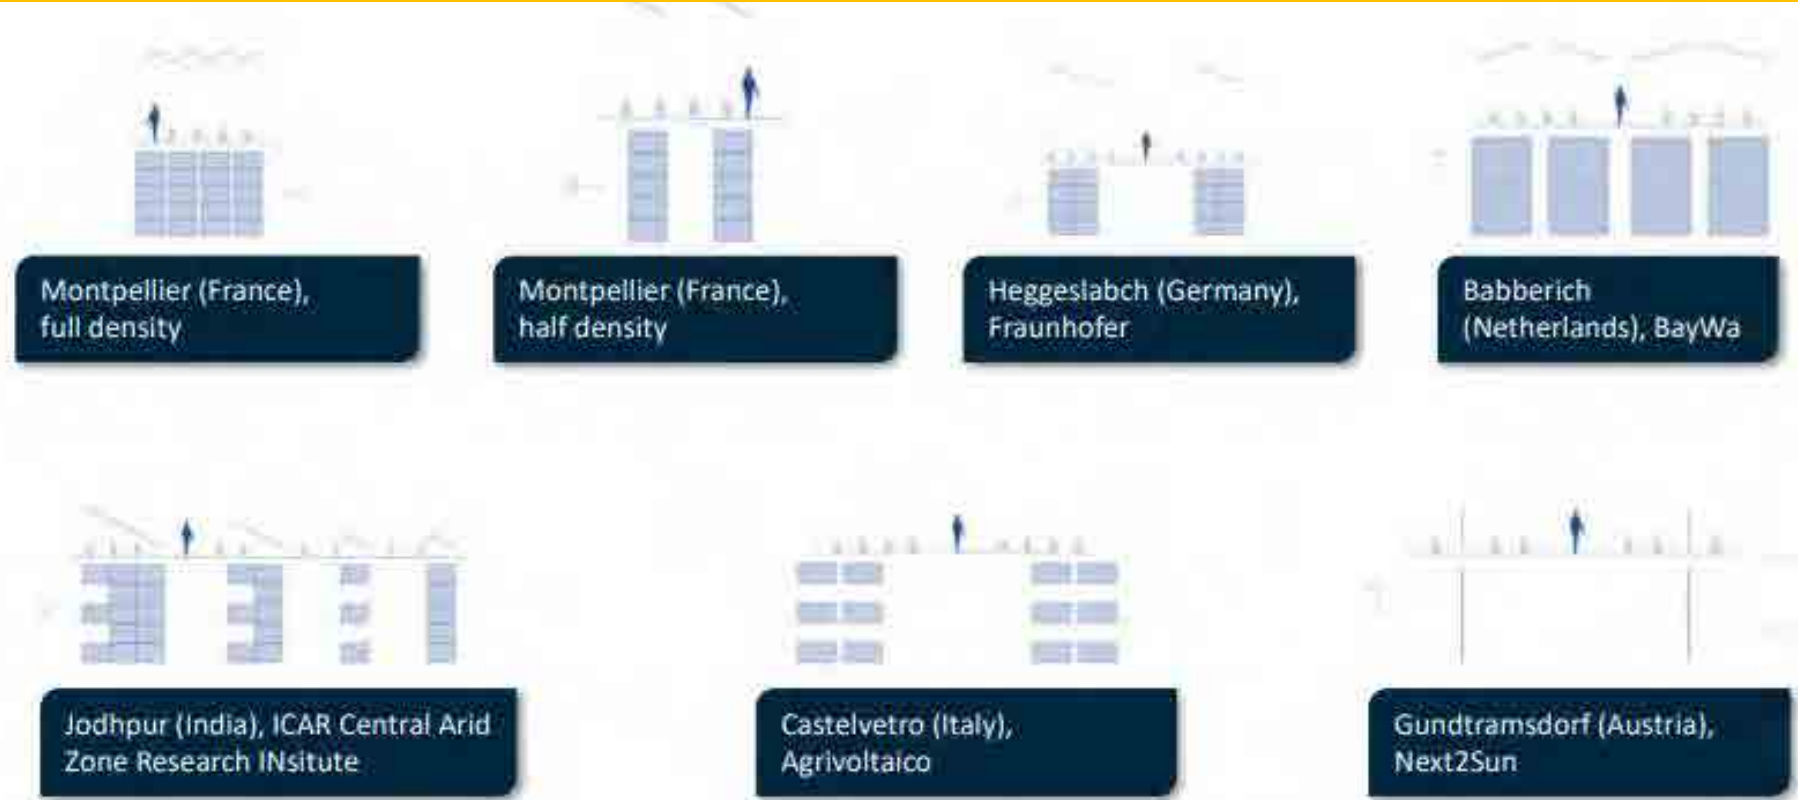 Montpellier (France),
full density
Montpellier (France),
half density
Heggeslabch (Germany),
Fraunhofer
Babberich
(Netherlands), BayWa
Jodhpur (India), ICAR Central Arid
Zone Research INsitute
Castelvetro (Italy),
Agrivoltaico
Gundtramsdorf (Austria),
Next2Sun